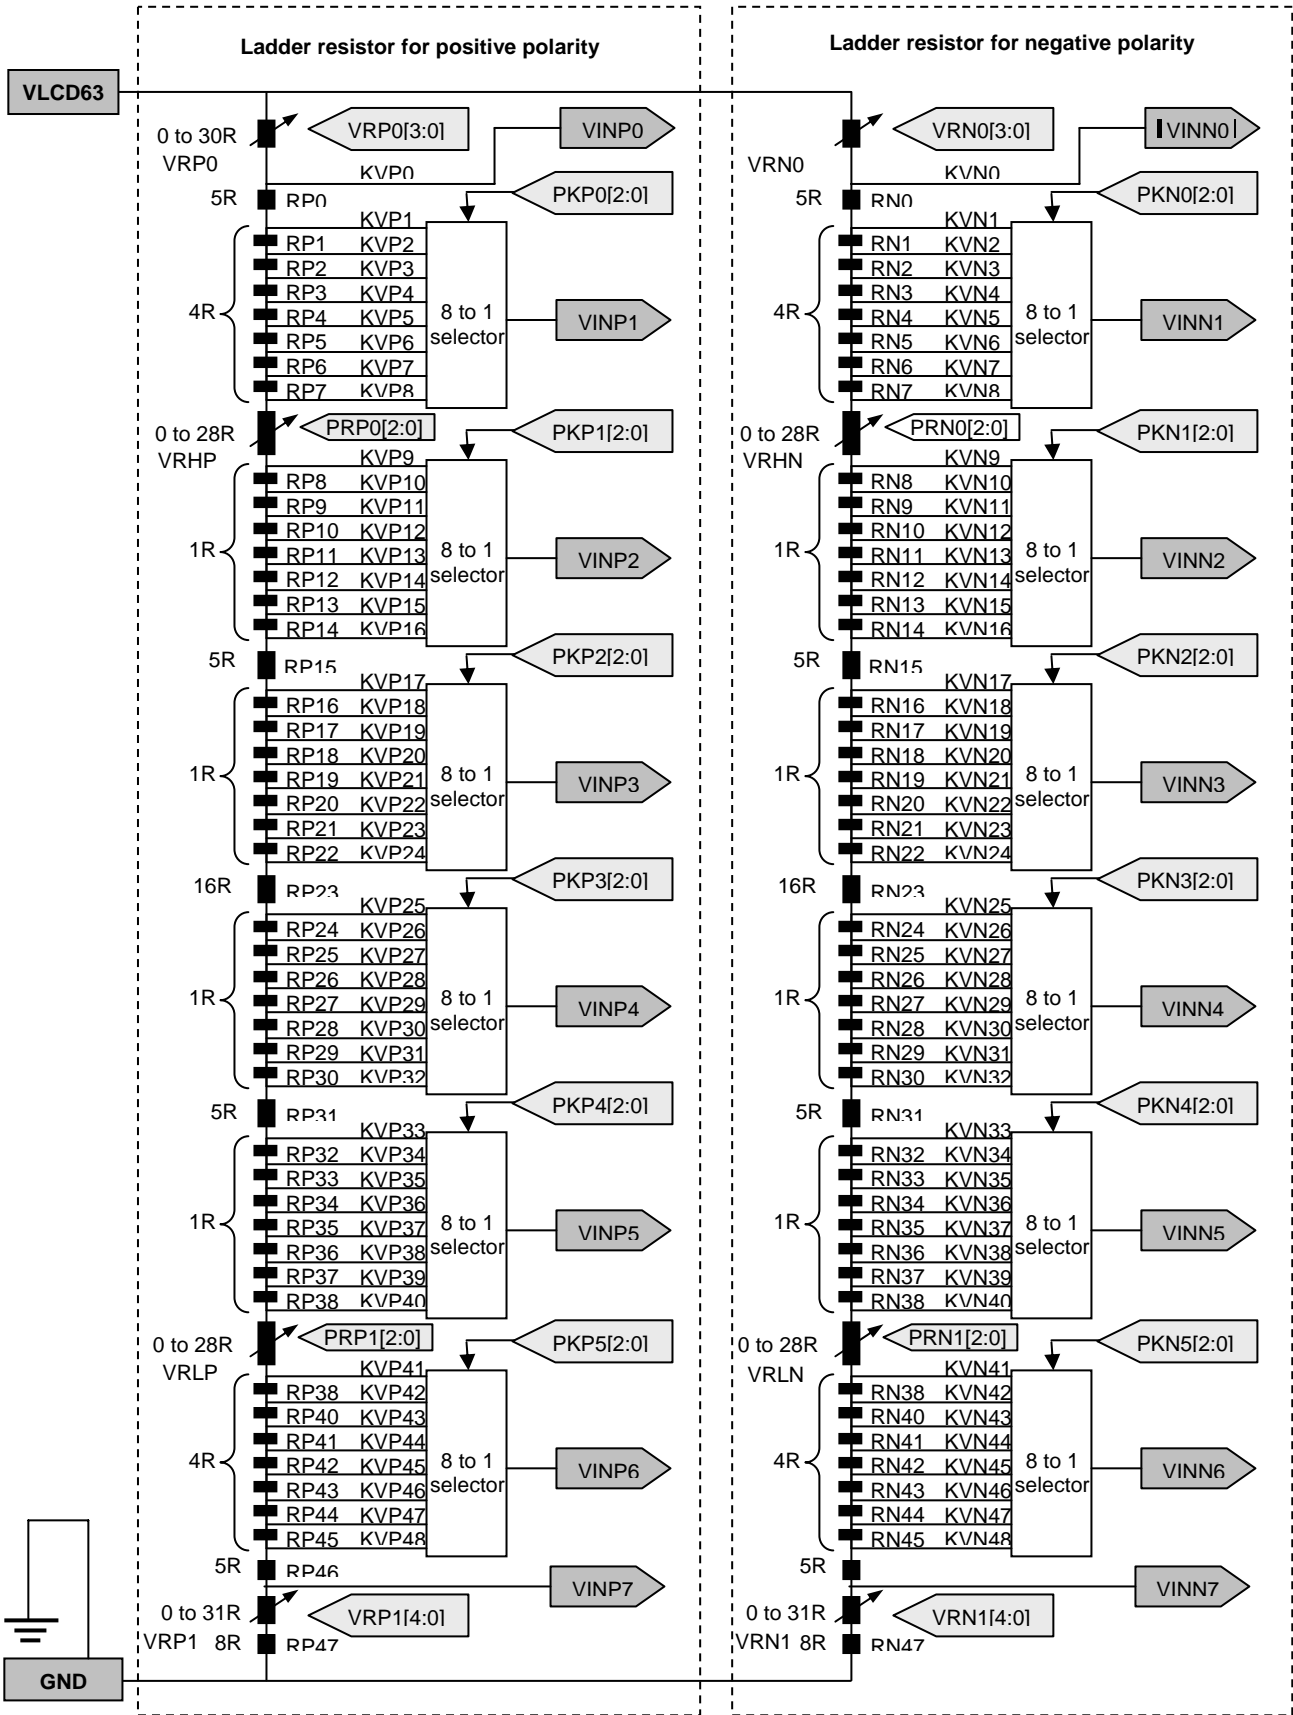 Ladder resistor for positive polarity
Ladder resistor for negative polarity
VLCD63
0 to 30R
VRP0
VRP0[3:0]
VINP0
KVP0
5R
RP0
PKP0[2:0]
KVP1
RP1 KVP2
RP2 KVP3
RP3 KVP4
RP4 KVP5
RP5 KVP6
RP6 KVP7
RP7 KVP8
4R
8 to 1
selector
VINP1
0 to 28R
VRHP
PRP0[2:0]
PKP1[2:0]
KVP9
RP8 KVP10
RP9 KVP11
RP10 KVP12
RP11 KVP13
RP12 KVP14
RP13 KVP15
RP14 KVP16
1R
8 to 1
selector
VINP2
5R
RP15
PKP2[2:0]
KVP17
RP16 KVP18
RP17 KVP19
RP18 KVP20
RP19 KVP21
RP20 KVP22
RP21 KVP23
RP22 KVP24
1R
8 to 1
selector
VINP3
16R
RP23
PKP3[2:0]
KVP25
RP24 KVP26
RP25 KVP27
RP26 KVP28
RP27 KVP29
RP28 KVP30
RP29 KVP31
RP30 KVP32
1R
8 to 1
selector
VINP4
5R
RP31
PKP4[2:0]
KVP33
RP32 KVP34
RP33 KVP35
RP34 KVP36
RP35 KVP37
RP36 KVP38
RP37 KVP39
RP38 KVP40
1R
8 to 1
selector
VINP5
0 to 28R
VRLP
PRP1[2:0]
PKP5[2:0]
KVP41
RP38 KVP42
RP40 KVP43
RP41 KVP44
RP42 KVP45
RP43 KVP46
RP44 KVP47
RP45 KVP48
4R
8 to 1
selector
VINP6
5R
RP46
VINP7
0 to 31R
VRP1
VRP1[4:0]
8R
RP47
GND
VRN0
VRN0[3:0]
VINN0
KVN0
5R
RN0
PKN0[2:0]
KVN1
RN1 KVN2
RN2 KVN3
RN3 KVN4
RN4 KVN5
RN5 KVN6
RN6 KVN7
RN7 KVN8
4R
8 to 1
selector
VINN1
0 to 28R
VRHN
PRN0[2:0]
PKN1[2:0]
KVN9
RN8 KVN10
RN9 KVN11
RN10 KVN12
RN11 KVN13
RN12 KVN14
RN13 KVN15
RN14 KVN16
1R
8 to 1
selector
VINN2
5R
RN15
PKN2[2:0]
KVN17
RN16 KVN18
RN17 KVN19
RN18 KVN20
RN19 KVN21
RN20 KVN22
RN21 KVN23
RN22 KVN24
1R
8 to 1
selector
VINN3
16R
RN23
PKN3[2:0]
KVN25
RN24 KVN26
RN25 KVN27
RN26 KVN28
RN27 KVN29
RN28 KVN30
RN29 KVN31
RN30 KVN32
1R
8 to 1
selector
VINN4
5R
RN31
PKN4[2:0]
KVN33
RN32 KVN34
RN33 KVN35
RN34 KVN36
RN35 KVN37
RN36 KVN38
RN37 KVN39
RN38 KVN40
1R
8 to 1
selector
VINN5
0 to 28R
VRLN
PRN1[2:0]
PKN5[2:0]
KVN41
RN38 KVN42
RN40 KVN43
RN41 KVN44
RN42 KVN45
RN43 KVN46
RN44 KVN47
RN45 KVN48
4R
8 to 1
selector
VINN6
5R
VINN7
0 to 31R
VRN1
VRN1[4:0]
8R
RN47